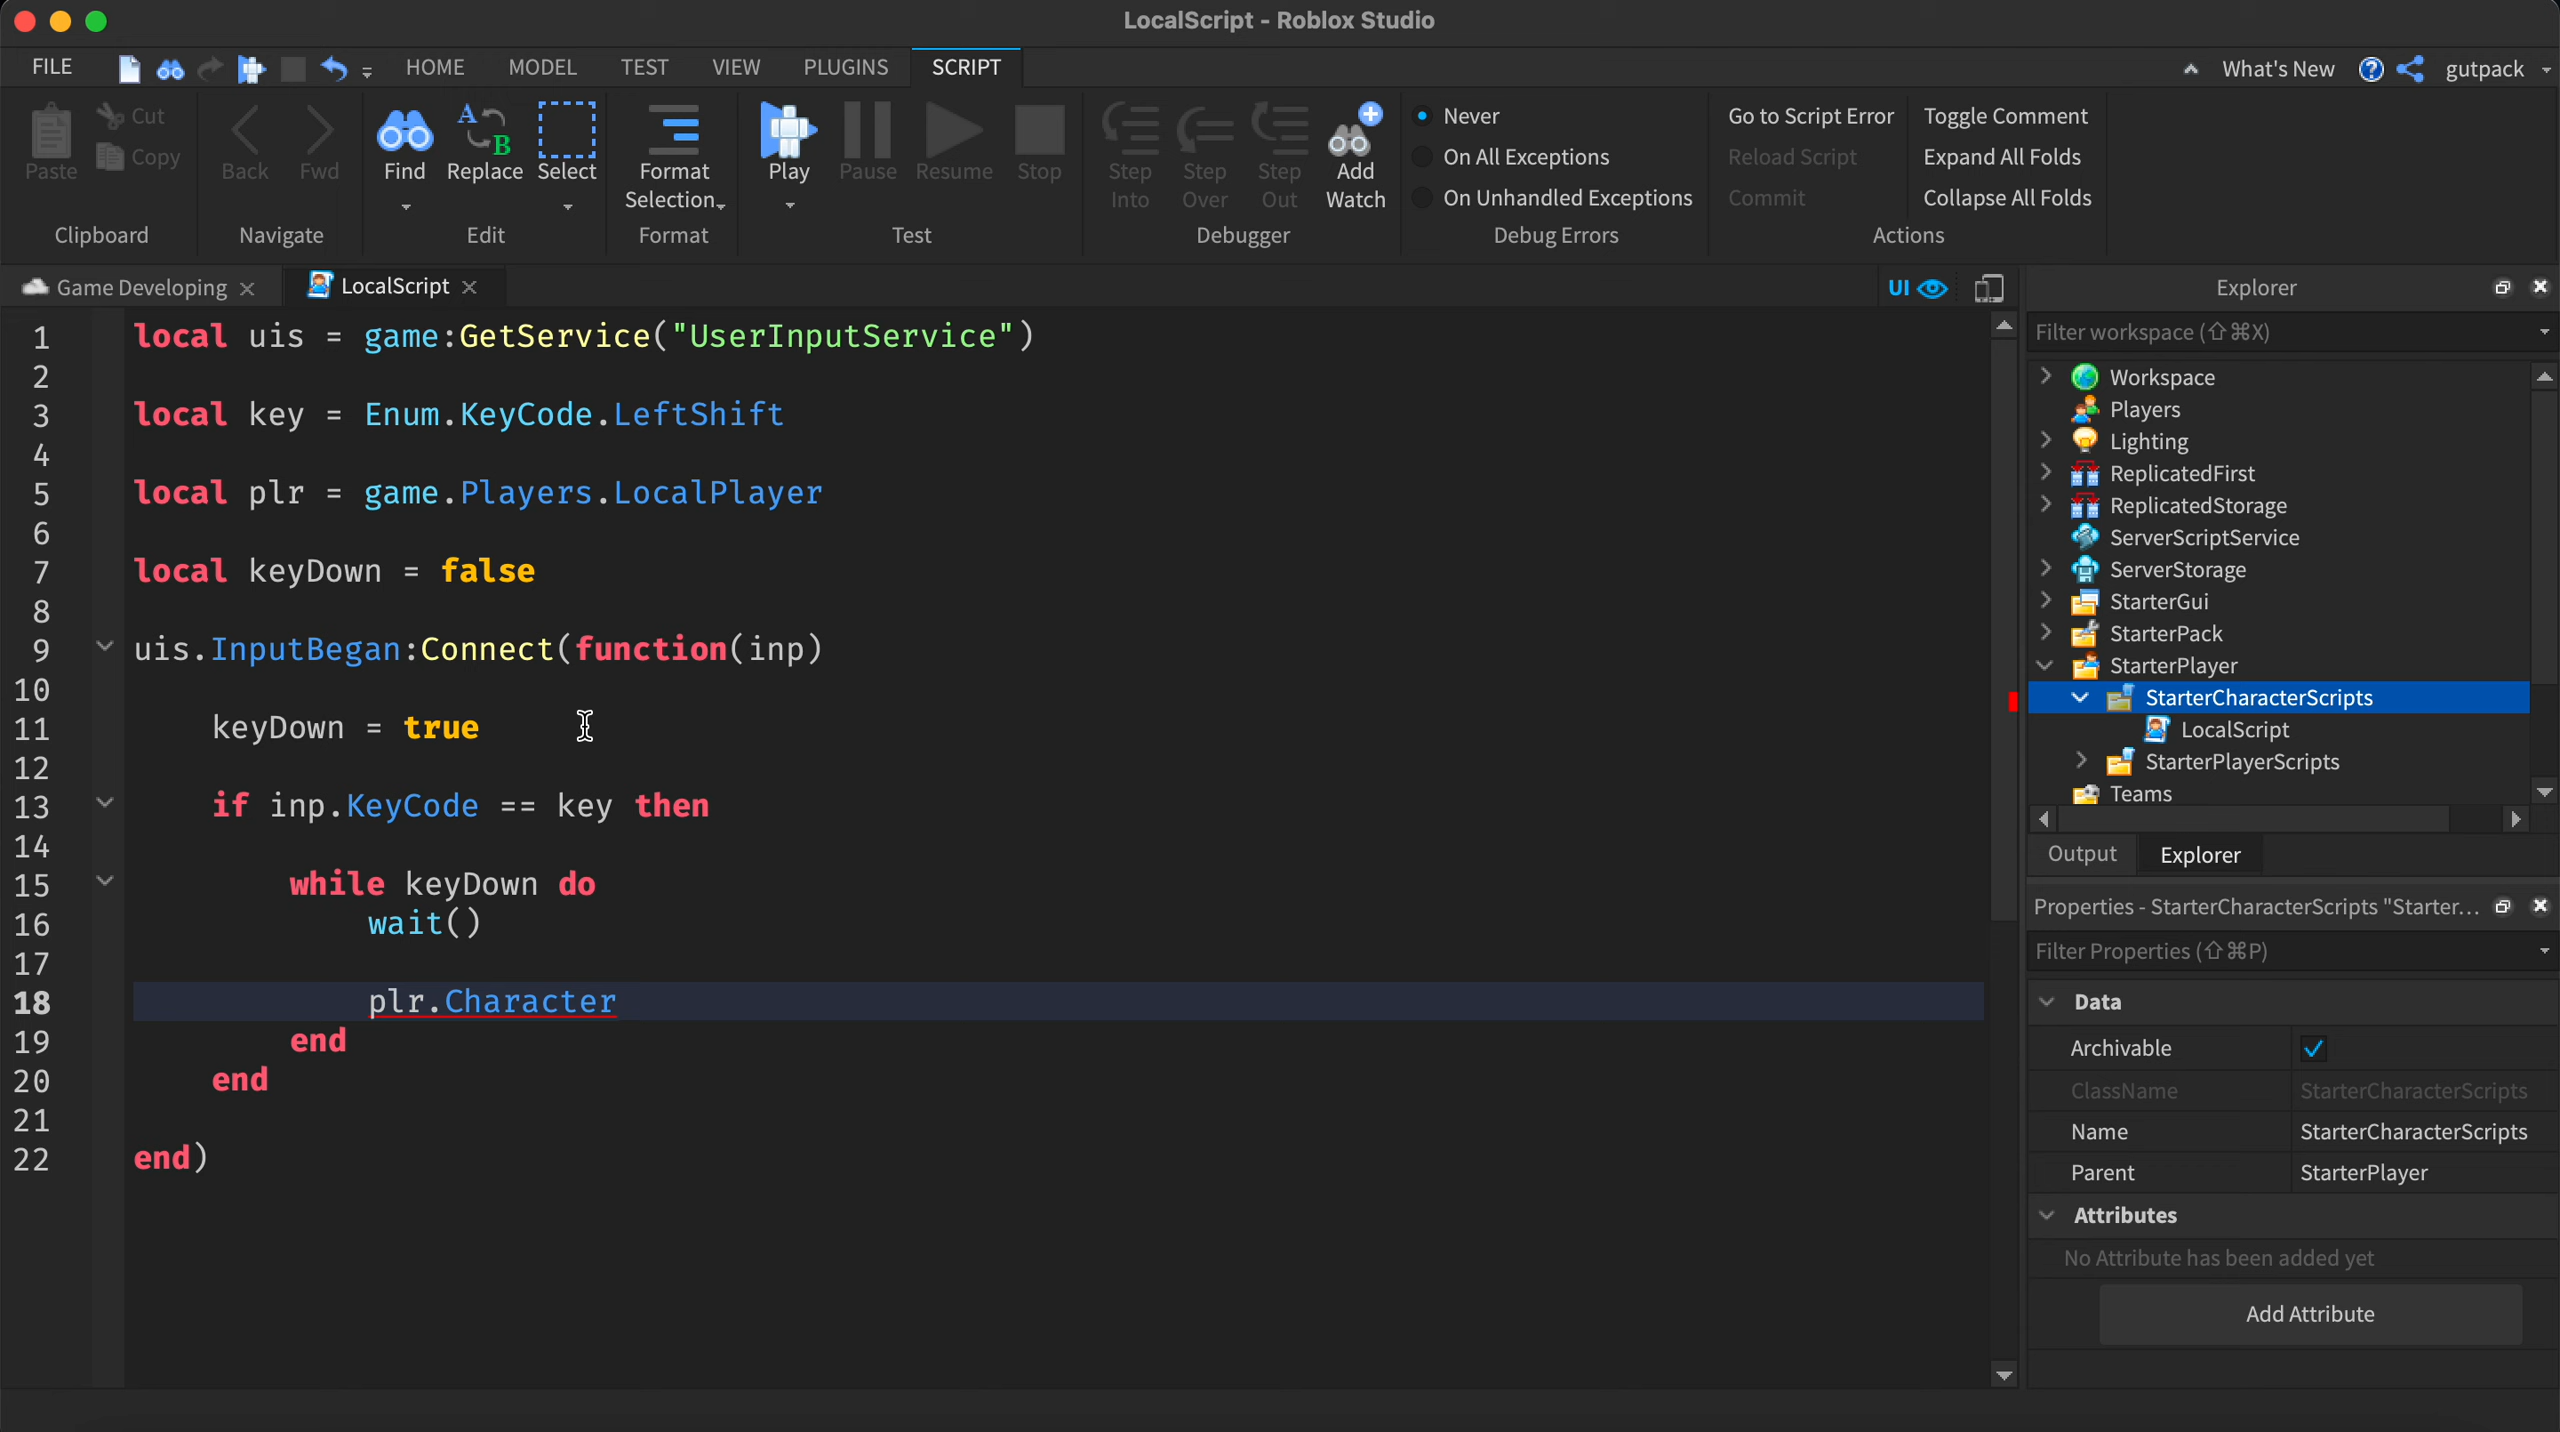 LocalScript - Roblox Studio
FILE HOME MODEL TEST VIEW PLUGINS SCRIPT What's New gutpack
Paste Cut Copy Back Fwd Find Replace Select Format Selection Play Pause Resume Stop Step Into Step Over Step Out Add Watch
Never
On All Exceptions
On Unhandled Exceptions
Go to Script Error
Reload Script
Commit
Toggle Comment
Expand All Folds
Collapse All Folds
Clipboard Navigate Edit Format Test Debugger Debug Errors Actions
Game Developing LocalScript UI
1 local uis = game:GetService("UserInputService")
2
3 local key = Enum.KeyCode.LeftShift
4
5 local plr = game.Players.LocalPlayer
6
7 local keyDown = false
8
9 uis.InputBegan:Connect(function(inp)
10
11 keyDown = true
12
13 if inp.KeyCode == key then
14
15 while keyDown do
16 wait()
17
18 plr.Character
19 end
20 end
21
22 end)
Explorer
Filter workspace (⇧⌘X)
Workspace
Players
Lighting
ReplicatedFirst
ReplicatedStorage
ServerScriptService
ServerStorage
StarterGui
StarterPack
StarterPlayer
StarterCharacterScripts
LocalScript
StarterPlayerScripts
Teams
Output Explorer
Properties - StarterCharacterScripts "Starter...
Filter Properties (⇧⌘P)
Data
Archivable
ClassName StarterCharacterScripts
Name StarterCharacterScripts
Parent StarterPlayer
Attributes
No Attribute has been added yet
Add Attribute